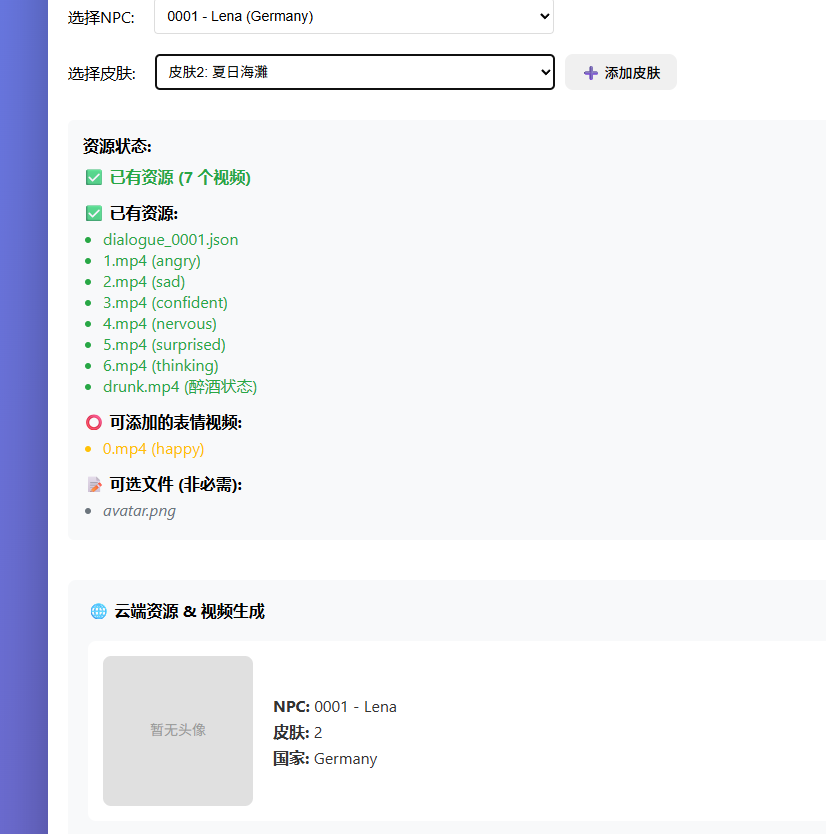 选择NPC: 0001 - Lena (Germany)
选择皮肤: 皮肤2: 夏日海灘 ➕ 添加皮肤
资源状态:
✅ 已有资源 (7 个视频)
✅ 已有资源:
• dialogue_0001.json
• 1.mp4 (angry)
• 2.mp4 (sad)
• 3.mp4 (confident)
• 4.mp4 (nervous)
• 5.mp4 (surprised)
• 6.mp4 (thinking)
• drunk.mp4 (醉酒状态)
⭕ 可添加的表情视频:
• 0.mp4 (happy)
📝 可选文件 (非必需):
• avatar.png
🌐 云端资源 & 视频生成
暂无头像
NPC: 0001 - Lena
皮肤: 2
国家: Germany